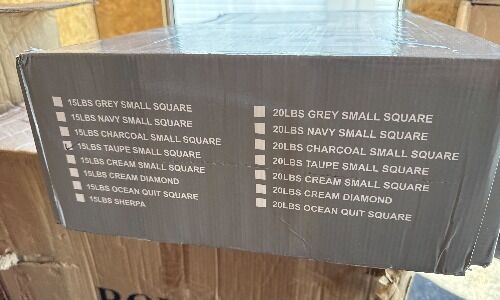 15LBS GREY SMALL SQUARE
15LBS NAVY SMALL SQUARE
15LBS CHARCOAL SMALL SQUARE
15LBS TAUPE SMALL SQUARE
15LBS CREAM SMALL SQUARE
15LBS CREAM DIAMOND
15LBS OCEAN QUIT SQUARE
15LBS SHERPA
20LBS GREY SMALL SQUARE
20LBS NAVY SMALL SQUARE
20LBS CHARCOAL SMALL SQUARE
20LBS TAUPE SMALL SQUARE
20LBS CREAM SMALL SQUARE
20LBS CREAM DIAMOND
20LBS OCEAN QUIT SQUARE